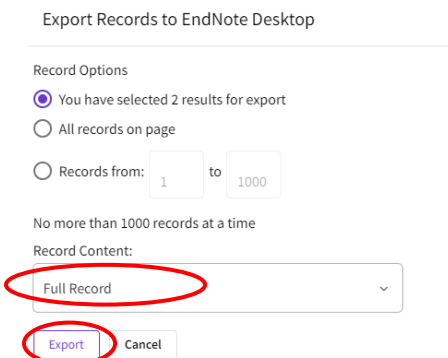 Export Records to EndNote Desktop
Record Options
You have selected 2 results for export
All records on page
Records from: 1 to 1000
No more than 1000 records at a time
Record Content:
Full Record
Export Cancel